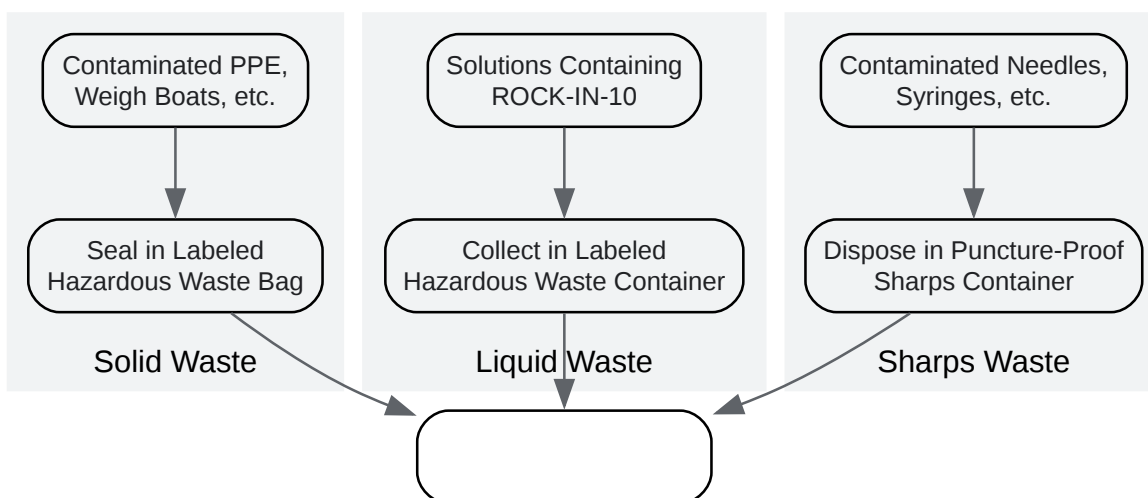 Contaminated PPE,
Weigh Boats, etc.
Seal in Labeled
Hazardous Waste Bag
Solid Waste
Solutions Containing
ROCK-IN-10
Collect in Labeled
Hazardous Waste Container
Liquid Waste
Contaminated Needles,
Syringes, etc.
Dispose in Puncture-Proof
Sharps Container
Sharps Waste